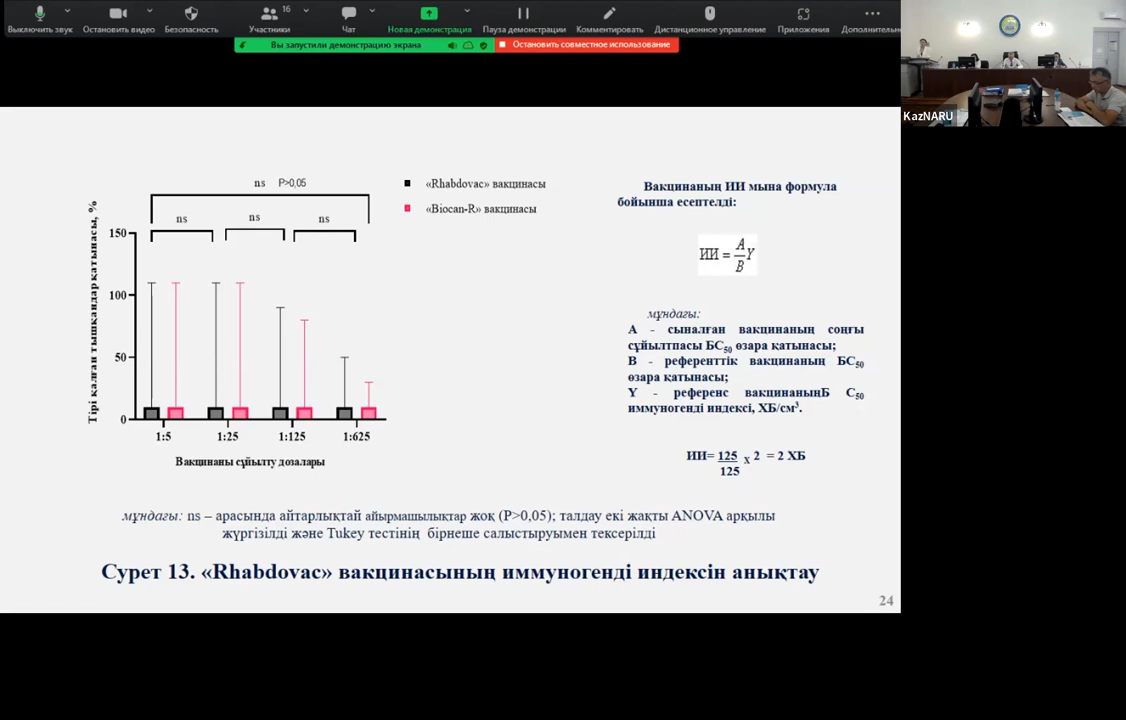 Выключить звук
Остановить видео
Безопасность
16
Участники
Чат
Новая демонстрация
Пауза демонстрации
Комментировать
Дистанционное управление
Приложения
Дополнительн
Вы запустили демонстрацию экрана
Остановить совместное использование
KazNARU
ns P>0,05
ns
ns
ns
«Rhabdovac» вакцинасы
«Biocan-R» вакцинасы
Тірі қалған тышқандар қатынасы, %
150
100
50
0
1:5
1:25
1:125
1:625
Вакцинаны сұйылту дозалары
Вакцинаның ИИ мына формула
бойынша есептелді:
ИИ = A/B Y
мұндағы:
А - сыналған вакцинаның соңғы
сұйылтпасы БС50 өзара қатынасы;
В - референттік вакцинаның БС50
өзара қатынасы;
Y - референс вакцинаныңБ С50
иммуногенді индексі, ХБ/см3.
ИИ= 125 х 2 = 2 ХБ
125
мұндағы: ns – арасында айтарлықтай айырмашылықтар жоқ (P>0,05); талдау екі жақты ANOVA арқылы
жүргізілді және Tukey тестінің бірнеше салыстыруымен тексерілді
Сурет 13. «Rhabdovac» вакцинасының иммуногенді индексін анықтау
24